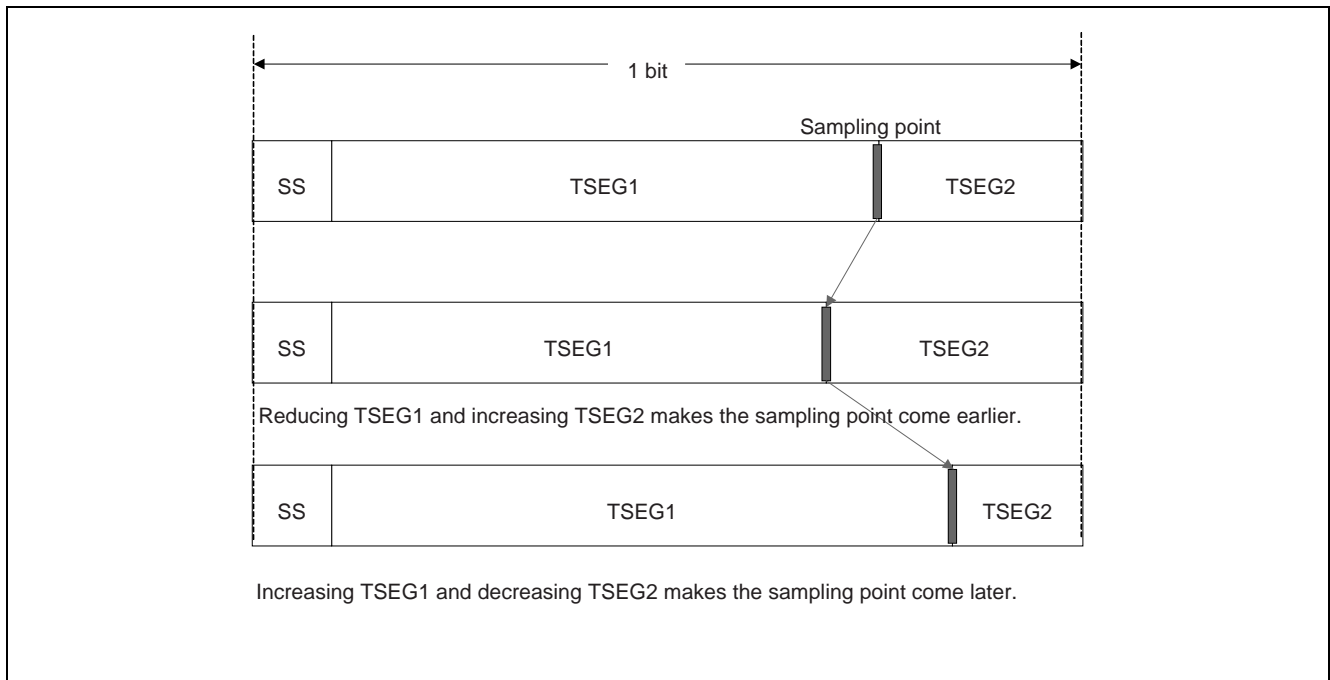 1 bit
Sampling point
SS TSEG1 TSEG2
SS TSEG1 TSEG2
Reducing TSEG1 and increasing TSEG2 makes the sampling point come earlier.
SS TSEG1 TSEG2
Increasing TSEG1 and decreasing TSEG2 makes the sampling point come later.